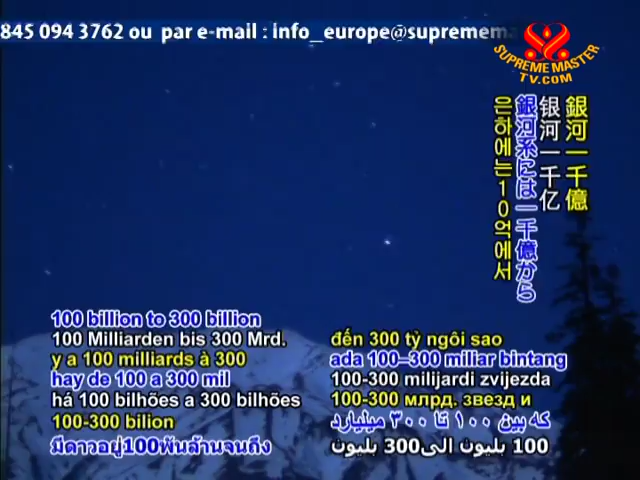 845 094 3762 ou par e-mail : info_europe@supremema
SUPREME MASTER
TV.COM
銀河一千億
银河一千亿
銀河系には一千億から
은하에는10억에서
100 billion to 300 billion
100 Milliarden bis 300 Mrd.
y a 100 milliards à 300
hay de 100 a 300 mil
há 100 bilhões a 300 bilhões
100-300 bilion
มีดาวอยู่100พันล้านจนถึง
đến 300 tỷ ngôi sao
ada 100–300 miliar bintang
100-300 milijardi zvijezda
100-300 млрд. звезд и
که بین ۱۰۰ تا ۳۰۰ میلیارد
100 بليون الى300 بليون